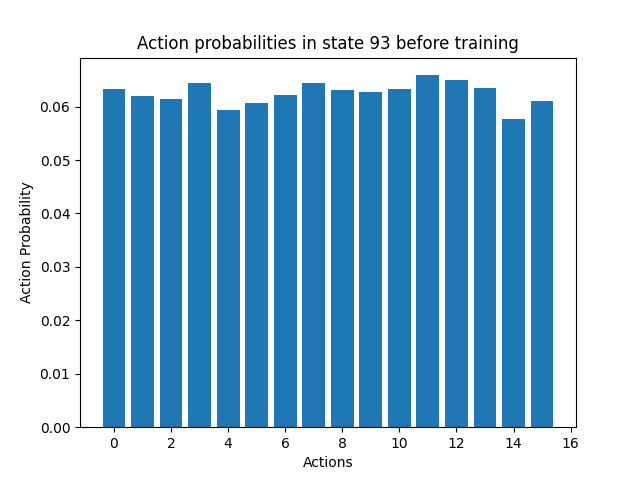 Action probabilities in state 93 before training
Action Probability
0.06
0.05
0.04
0.03
0.02
0.01
0.00
0 2 4 6 8 10 12 14 16
Actions